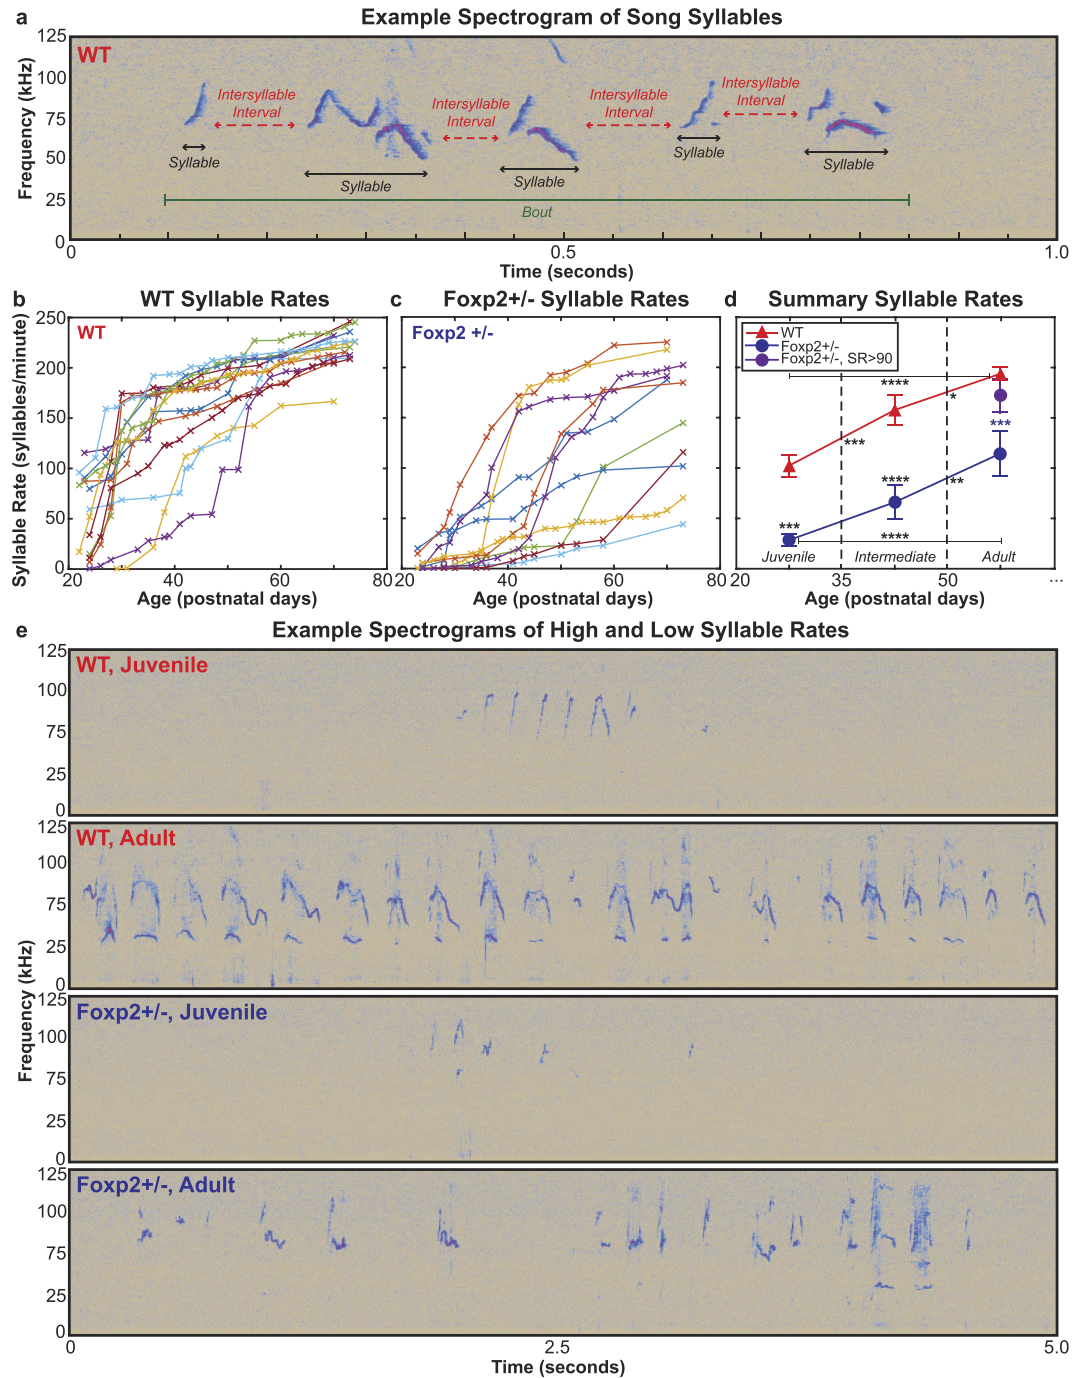 a Example Spectrogram of Song Syllables
125
100
75
50
25
0
Frequency (kHz)
WT
Intersyllable
Interval
Intersyllable
Interval
Intersyllable
Interval
Intersyllable
Interval
Syllable
Syllable
Syllable
Syllable
Syllable
Bout
0 0.5 1.0
Time (seconds)
b WT Syllable Rates
250
200
150
100
50
0
Syllable Rate (syllables/minute)
WT
20 40 60 80
Age (postnatal days)
c Foxp2+/- Syllable Rates
Foxp2 +/-
20 40 60 80
Age (postnatal days)
d Summary Syllable Rates
WT
Foxp2+/-
Foxp2+/-, SR>90
****
*
***
***
****
**
***
****
Juvenile Intermediate Adult
20 35 50 ...
Age (postnatal days)
e Example Spectrograms of High and Low Syllable Rates
Frequency (kHz)
WT, Juvenile
125
100
75
25
0
WT, Adult
125
100
75
25
0
Foxp2+/-, Juvenile
125
100
75
25
0
Foxp2+/-, Adult
125
100
75
25
0
0 2.5 5.0
Time (seconds)